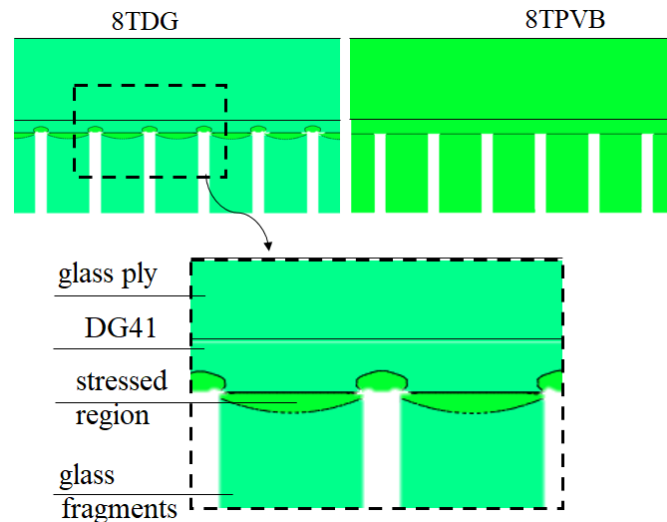 8TDG
8TPVB
glass ply
DG41
stressed
region
glass
fragments